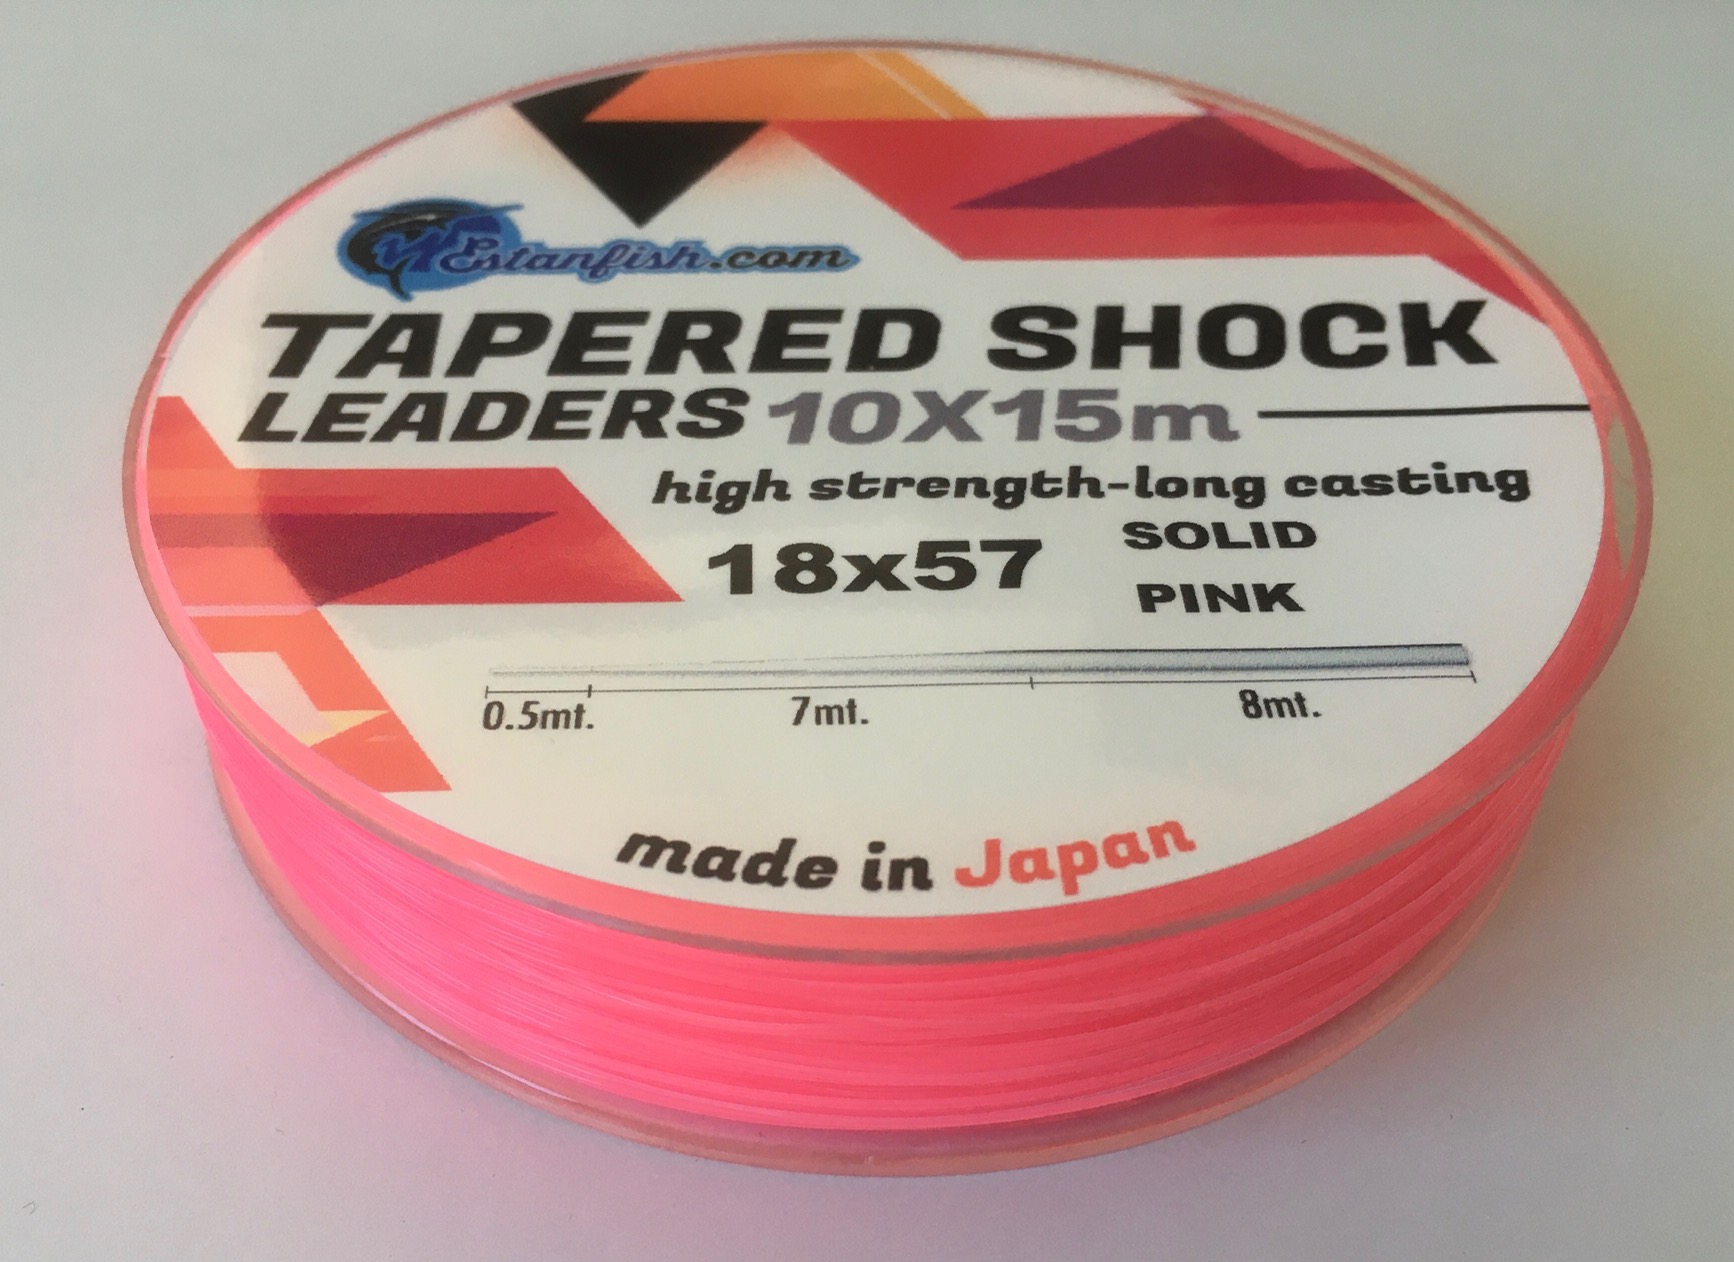 WEstanfish.com
TAPERED SHOCK
LEADERS 10X15m
high strength-long casting
18x57
SOLID
PINK
0.5mt. 7mt. 8mt.
made in Japan